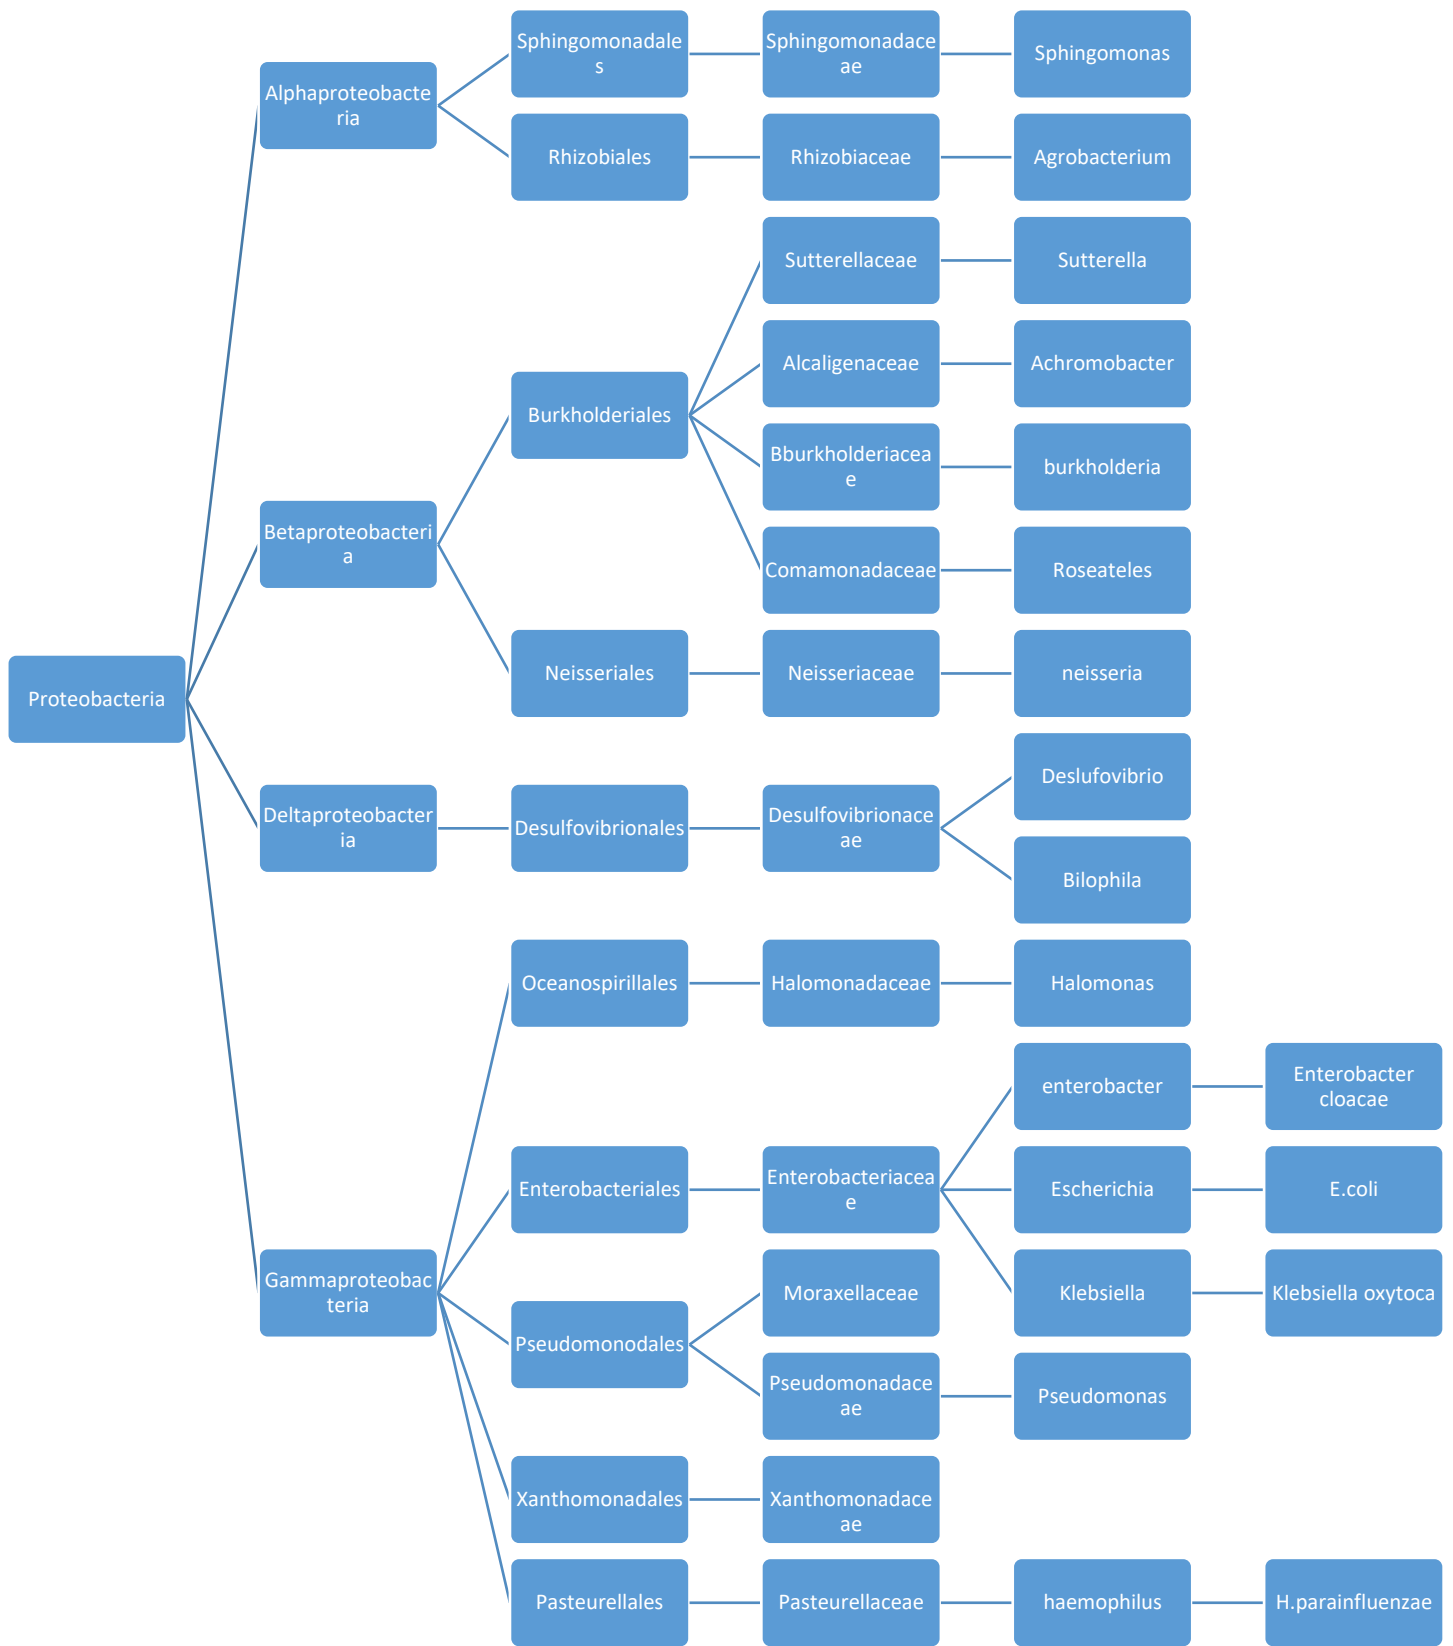 Sphingomonadale
s
Sphingomonadace
ae
Sphingomonas
Alphaproteobacte
ria
Rhizobiales
Rhizobiaceae
Agrobacterium
Sutterellaceae
Sutterella
Alcaligenaceae
Achromobacter
Burkholderiales
Bburkholderiacea
e
burkholderia
Betaproteobacteri
a
Comamonadaceae
Roseateles
Neisseriales
Neisseriaceae
neisseria
Proteobacteria
Deslufovibrio
Deltaproteobacter
ia
Desulfovibrionales
Desulfovibrionace
ae
Bilophila
Oceanospirillales
Halomonadaceae
Halomonas
enterobacter
Enterobacter
cloacae
Enterobacteriales
Enterobacteriacea
e
Escherichia
E.coli
Gammaproteobac
teria
Moraxellaceae
Klebsiella
Klebsiella oxytoca
Pseudomonodales
Pseudomonadace
ae
Pseudomonas
Xanthomonadales
Xanthomonadace
ae
Pasteurellales
Pasteurellaceae
haemophilus
H.parainfluenzae